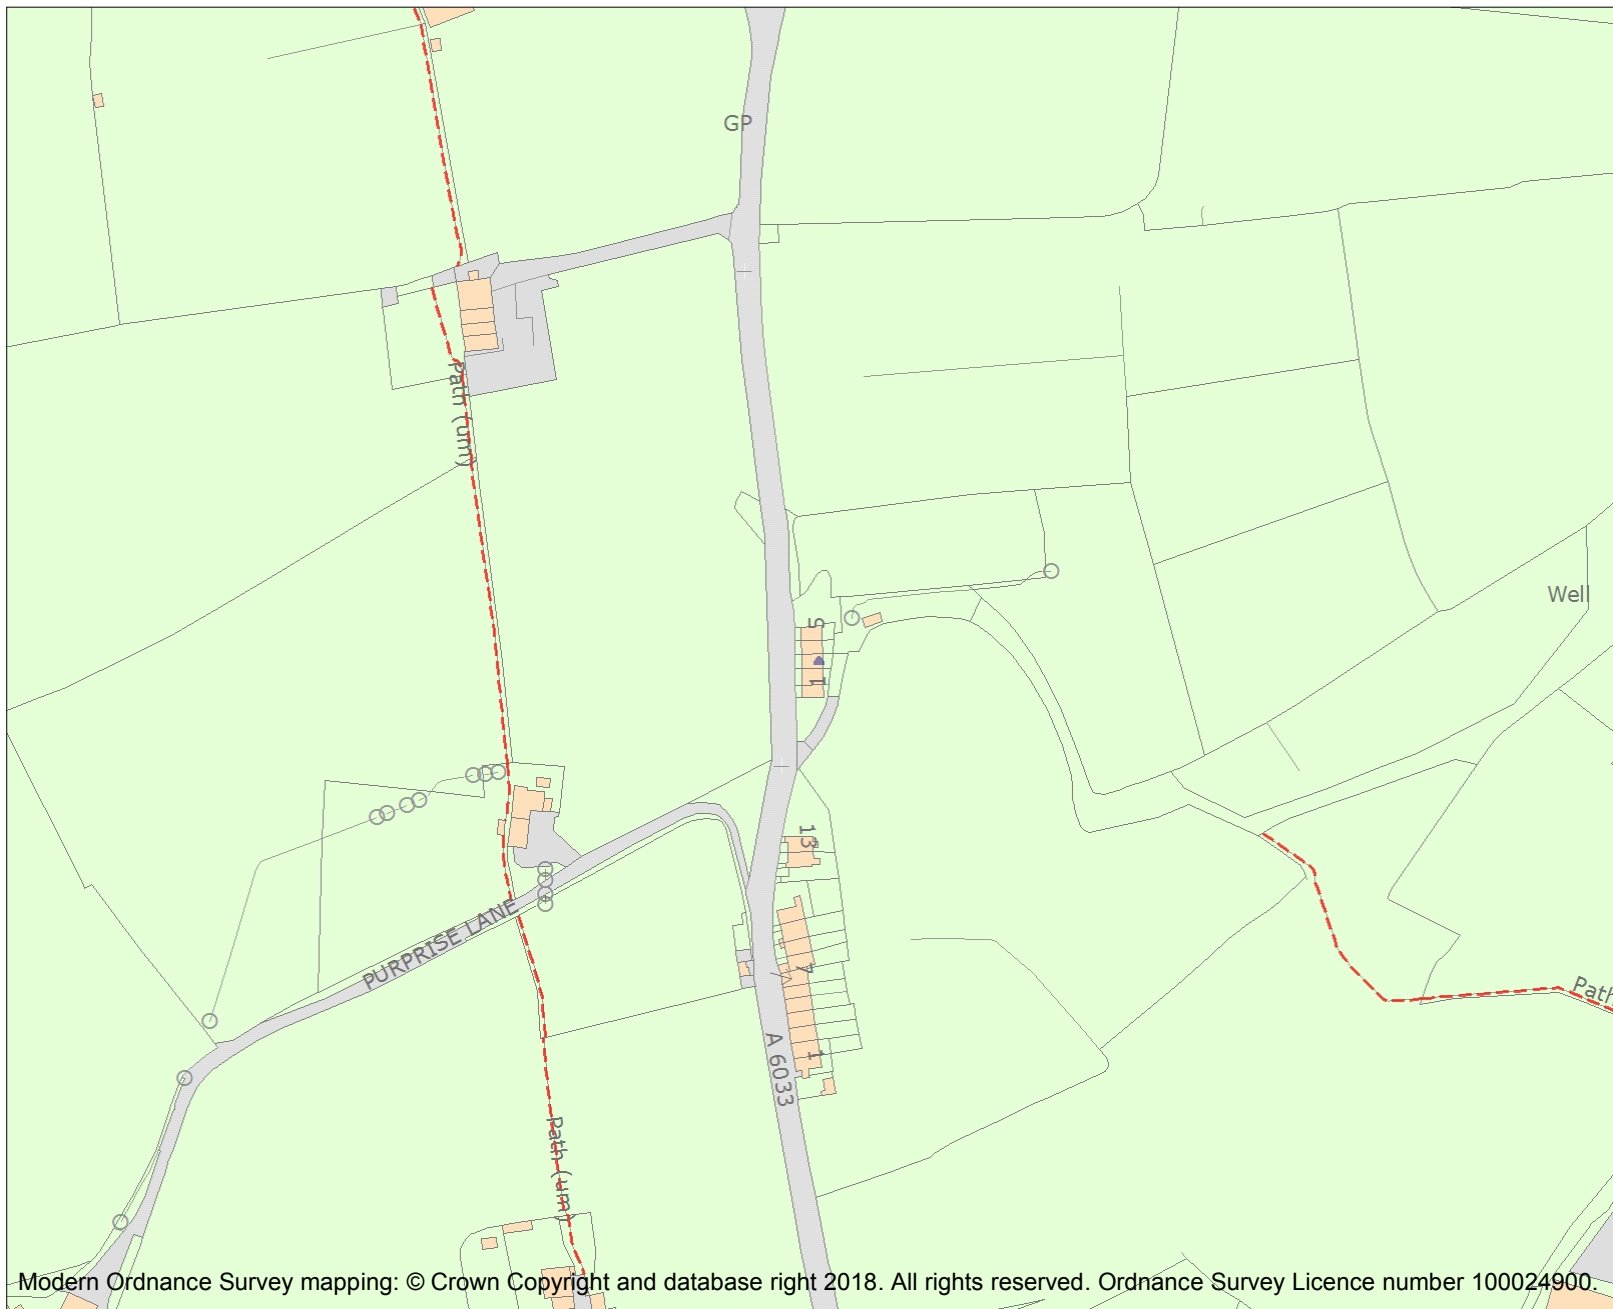 GP
Path (um)
Well
5
1
13
PURPRISE LANE
7
Path
A 6033
1
Path (um)
Modern Ordnance Survey mapping: © Crown Copyright and database right 2018. All rights reserved. Ordnance Survey Licence number 100024900.